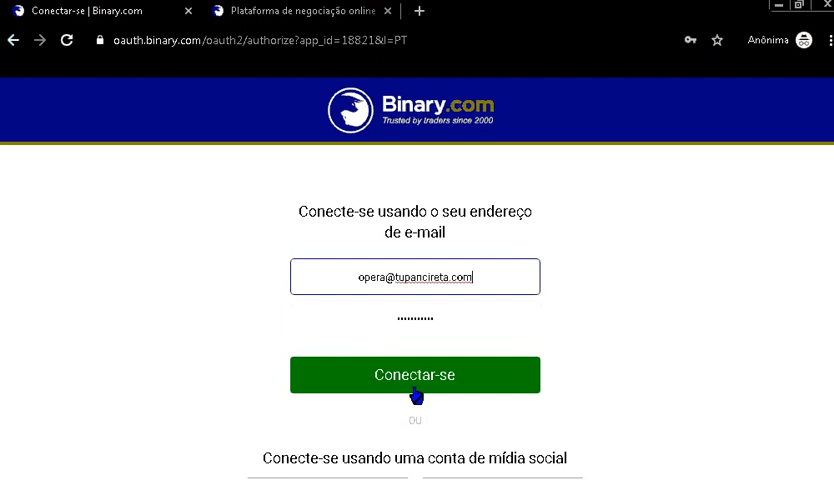 Conectar-se | Binary.com
Plataforma de negociação online
oauth.binary.com/oauth2/authorize?app_id=18821&l=PT
Anônima
Binary.com
Trusted by traders since 2000
Conecte-se usando o seu endereço
de e-mail
opera@tupancireta.com
Conectar-se
OU
Conecte-se usando uma conta de mídia social